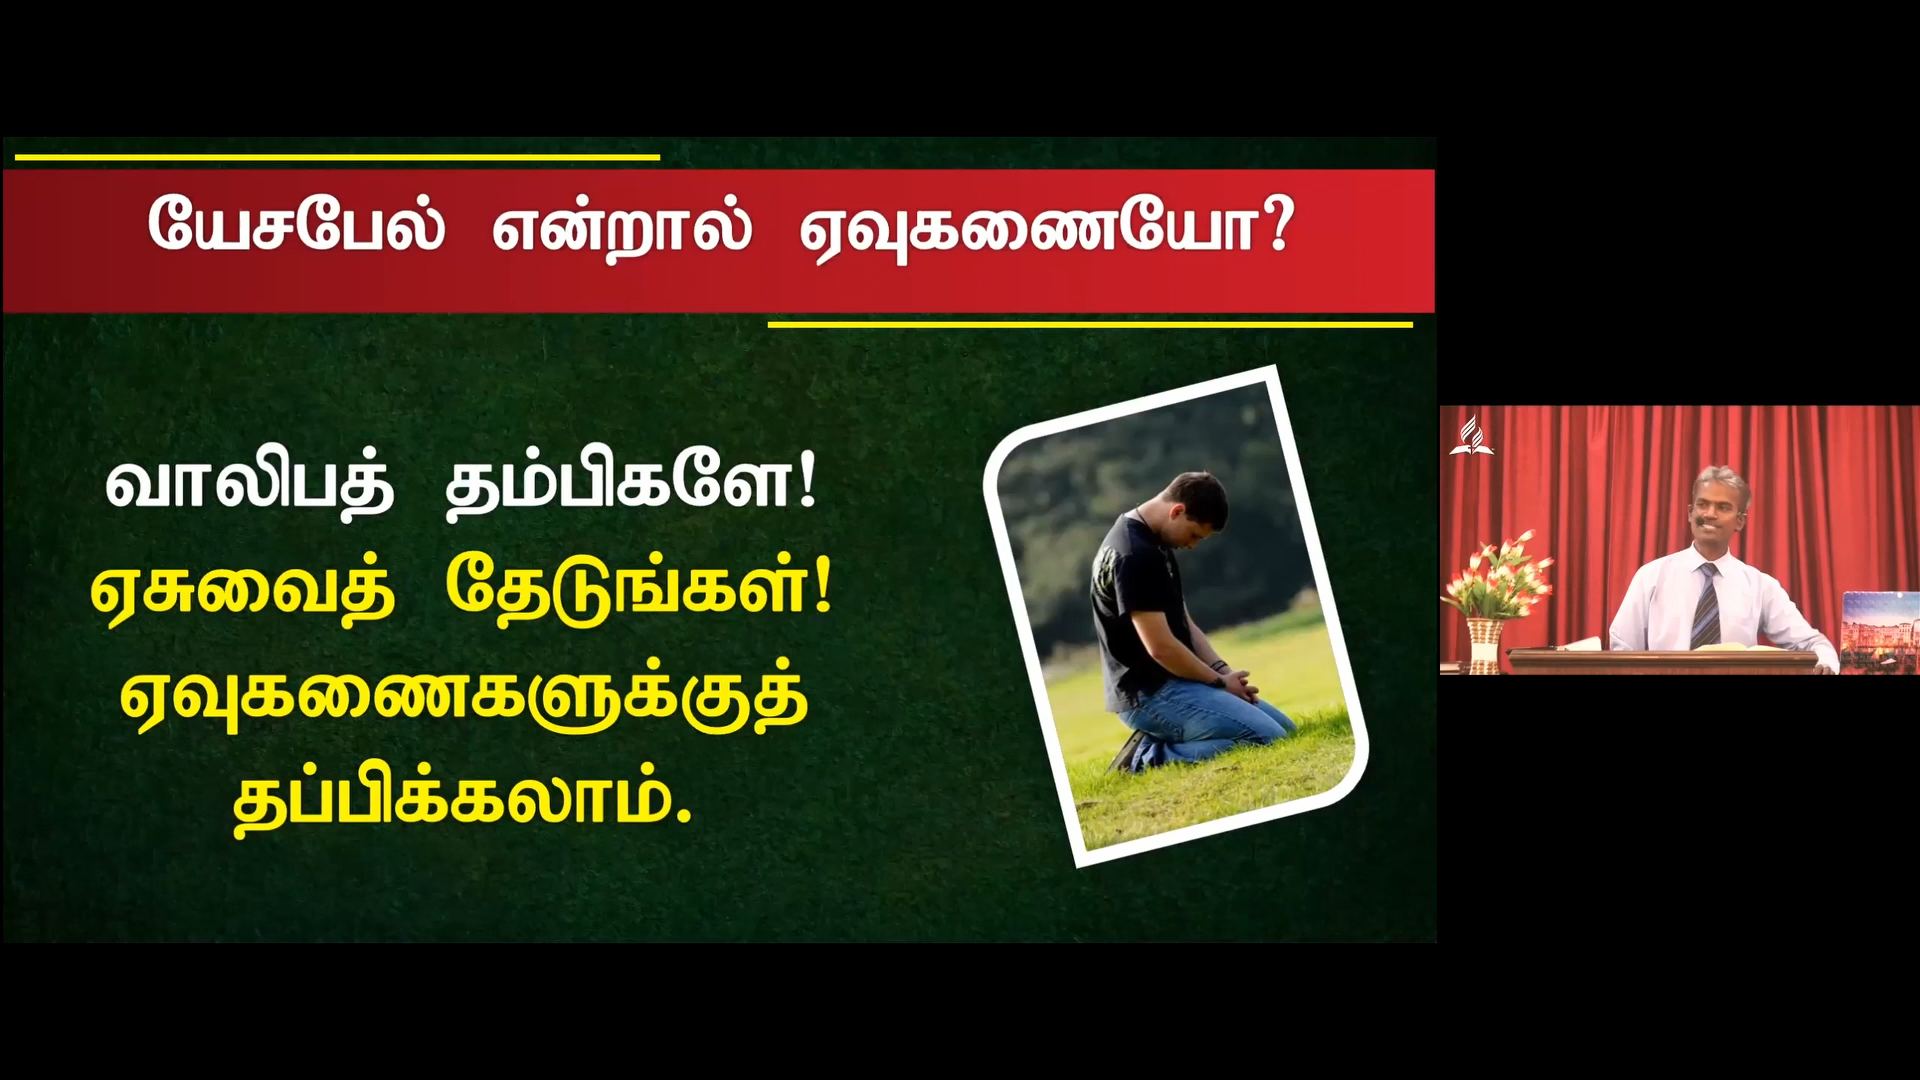 யேசபேல் என்றால் ஏவுகணையோ?
வாலிபத் தம்பிகளே!
ஏசுவைத் தேடுங்கள்!
ஏவுகணைகளுக்குத்
தப்பிக்கலாம்.